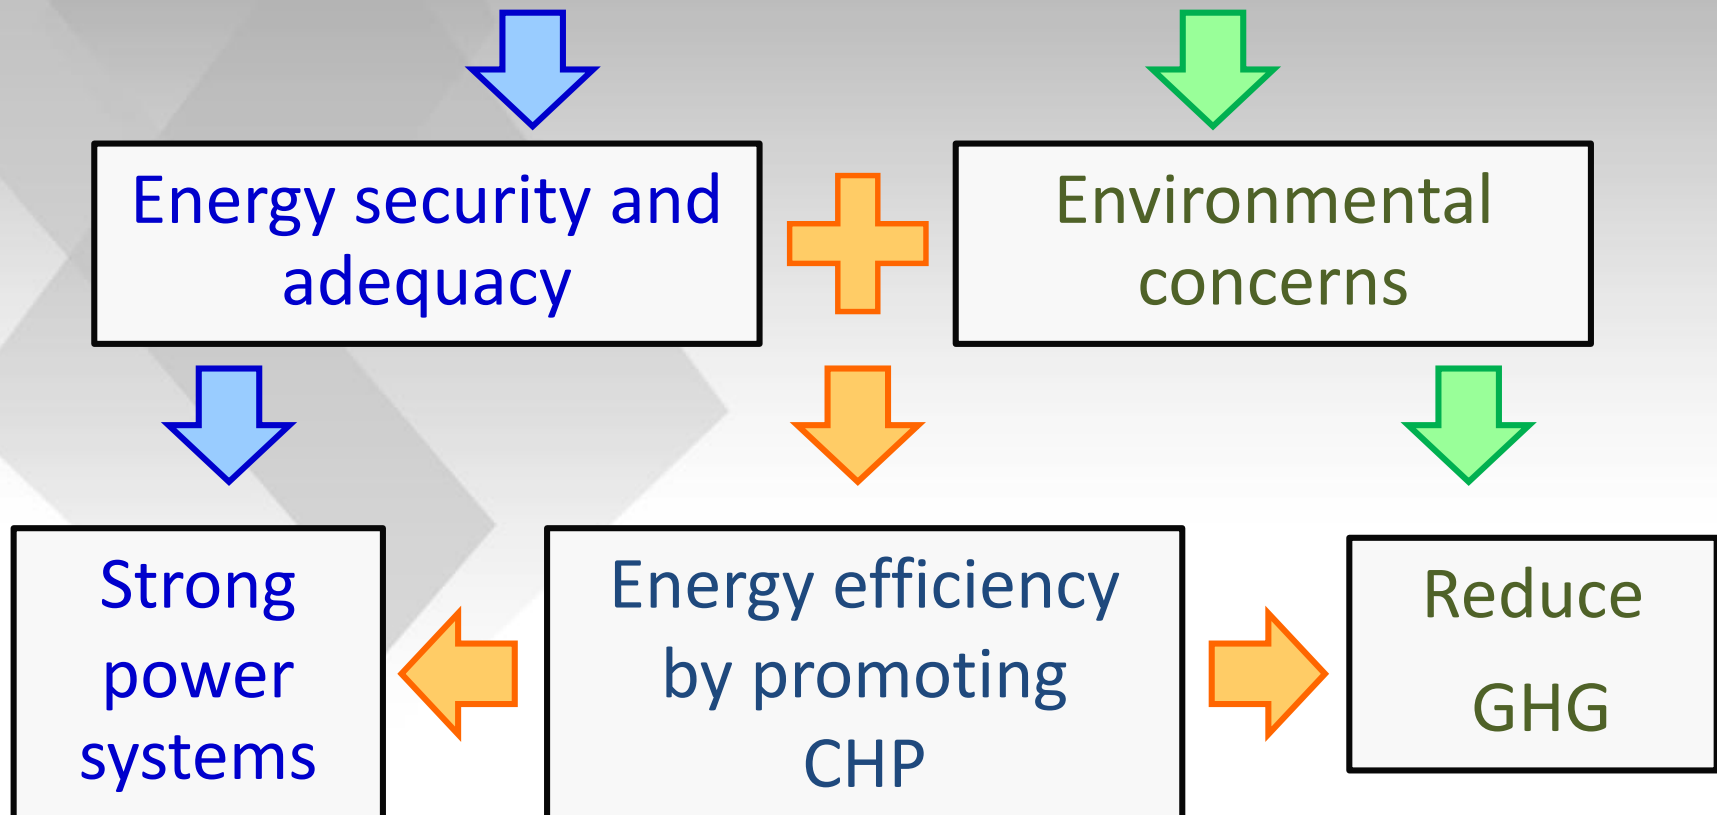 Energy security and
adequacy
Environmental
concerns
Strong
power
systems
Energy efficiency
by promoting
CHP
Reduce
GHG